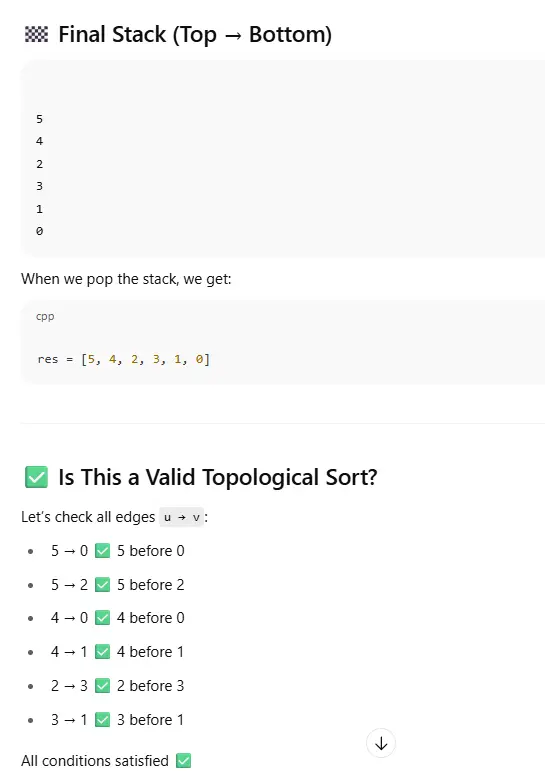 🏁 Final Stack (Top → Bottom)
5
4
2
3
1
0
When we pop the stack, we get:
cpp
res = [5, 4, 2, 3, 1, 0]
✅ Is This a Valid Topological Sort?
Let's check all edges u → v:
• 5 → 0 ✅ 5 before 0
• 5 → 2 ✅ 5 before 2
• 4 → 0 ✅ 4 before 0
• 4 → 1 ✅ 4 before 1
• 2 → 3 ✅ 2 before 3
• 3 → 1 ✅ 3 before 1
All conditions satisfied ✅